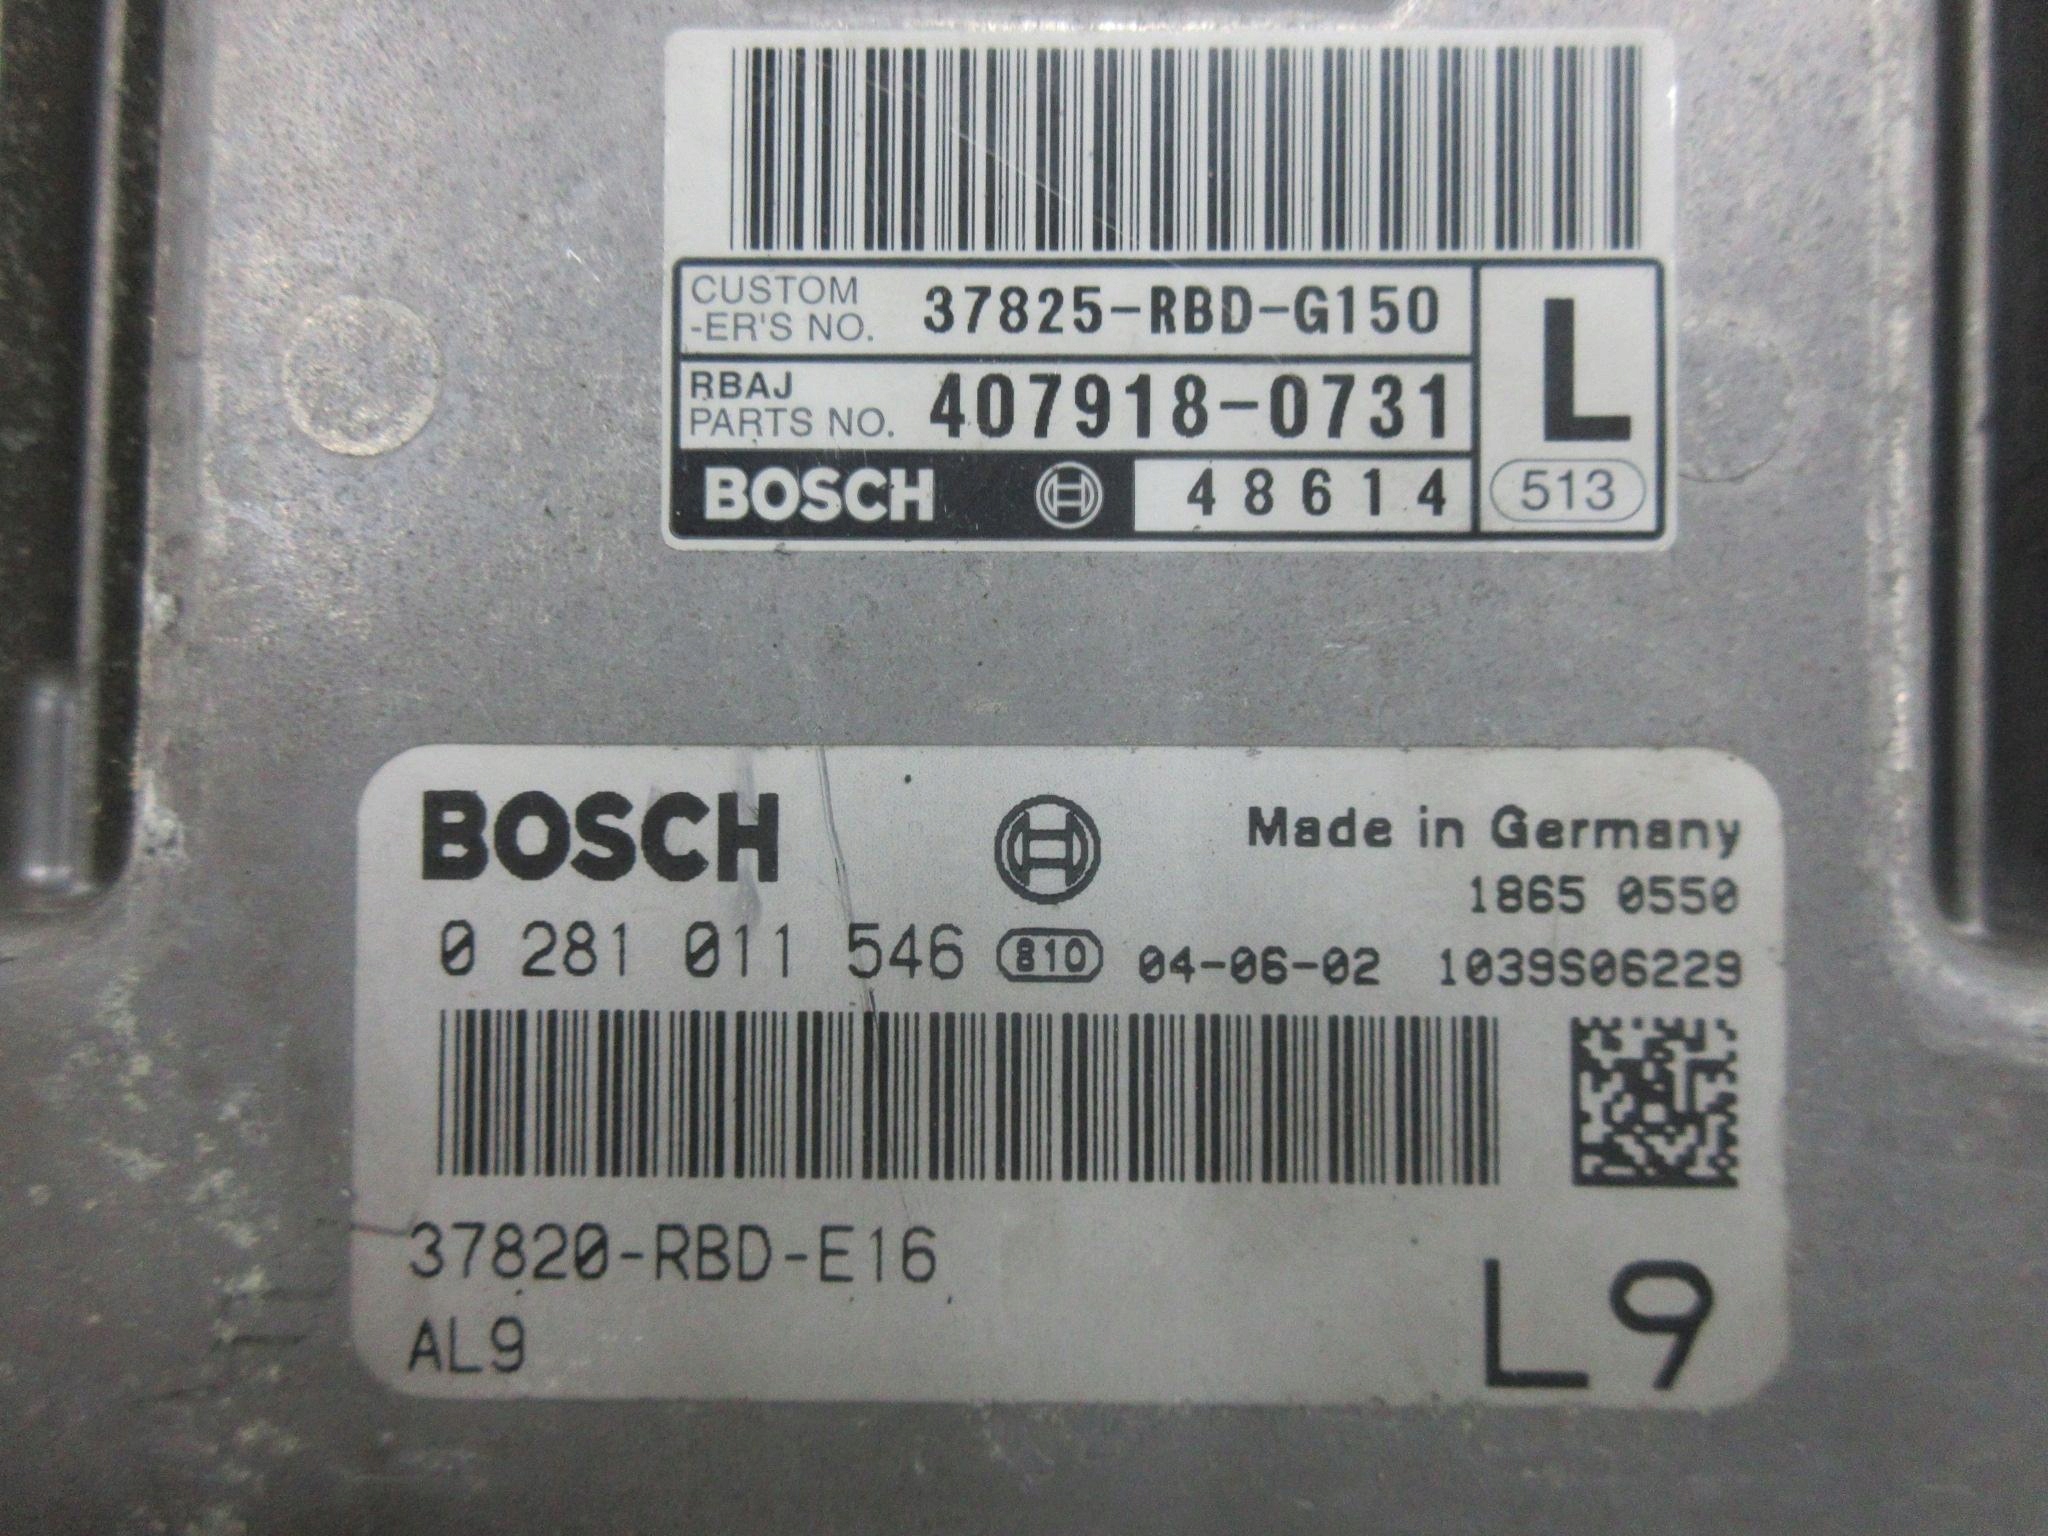 CUSTOM
-ER'S NO. 37825-RBD-G150
L
RBAJ
PARTS NO. 407918-0731
BOSCH 48614 513
BOSCH Made in Germany
1865 0550
0 281 011 546 810 04-06-02 1039S06229
37820-RBD-E16
AL9
L9